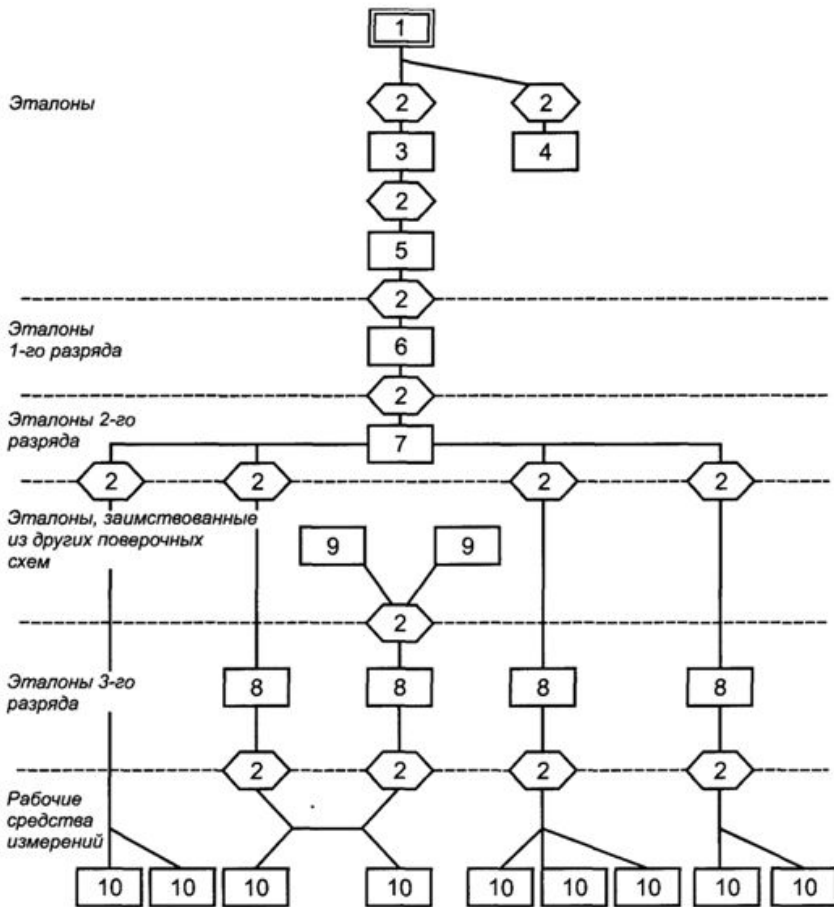 1
Эталоны
2 2
3 4
2
5
2
Эталоны
1-го разряда
6
2
Эталоны 2-го
разряда
7
2 2 2 2
Эталоны, заимствованные
из других поверочных
схем
9 9
2
Эталоны 3-го
разряда
8 8 8 8
2 2 2 2
Рабочие
средства
измерений
10 10 10 10 10 10 10 10 10